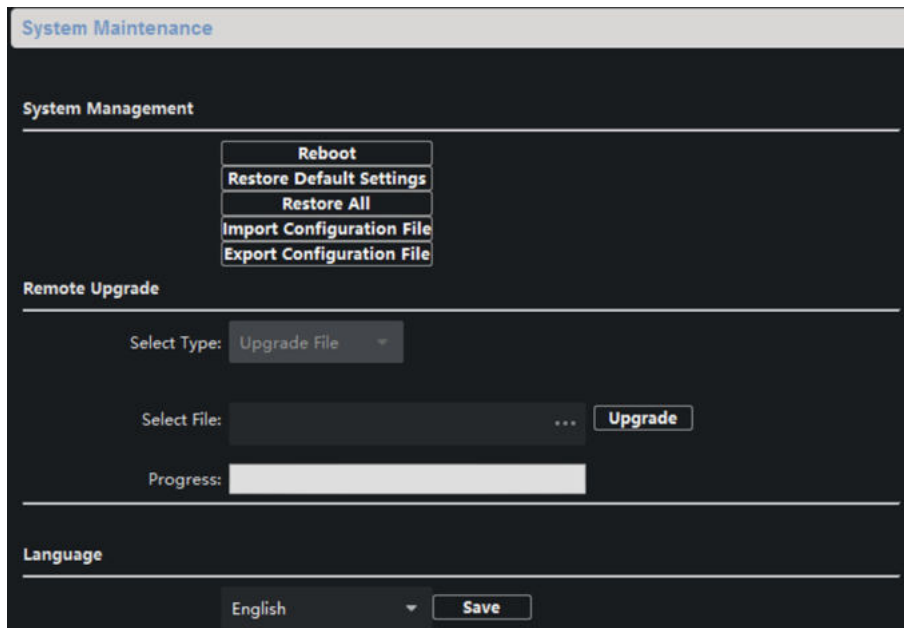 System Maintenance
System Management
Reboot
Restore Default Settings
Restore All
Import Configuration File
Export Configuration File
Remote Upgrade
Select Type: Upgrade File
Select File: ... Upgrade
Progress:
Language
English Save